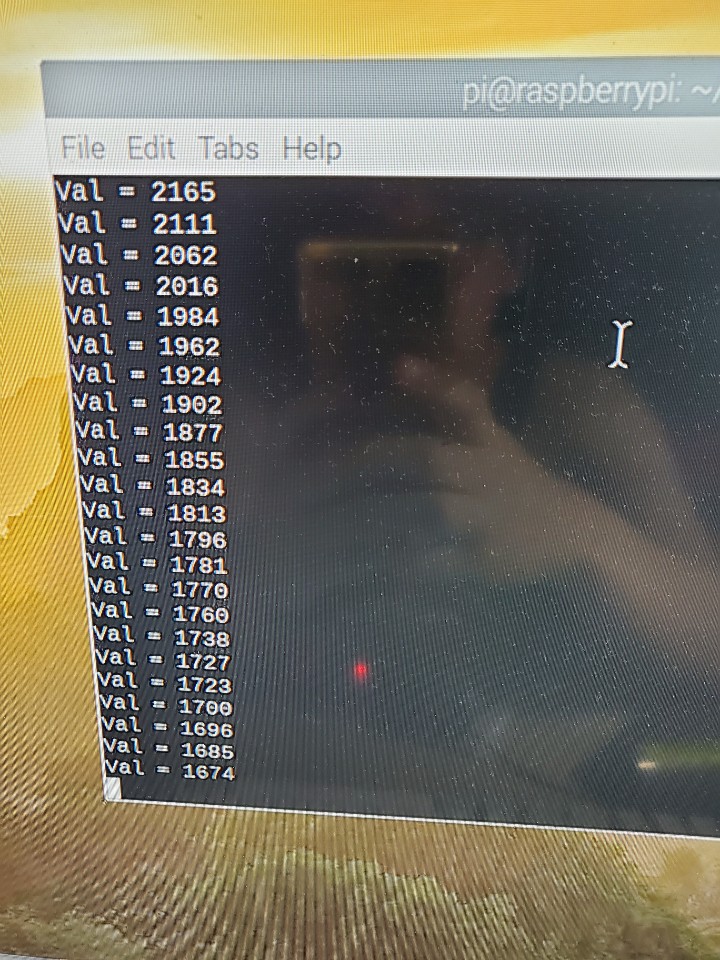 pi@raspberrypi: ~/
File Edit Tabs Help
Val = 2165
Val = 2111
Val = 2062
Val = 2016
Val = 1984
Val = 1962
Val = 1924
Val = 1902
Val = 1877
Val = 1855
Val = 1834
Val = 1813
Val = 1796
Val = 1781
Val = 1770
Val = 1760
Val = 1738
Val = 1727
Val = 1723
Val = 1700
Val = 1696
Val = 1685
Val = 1674